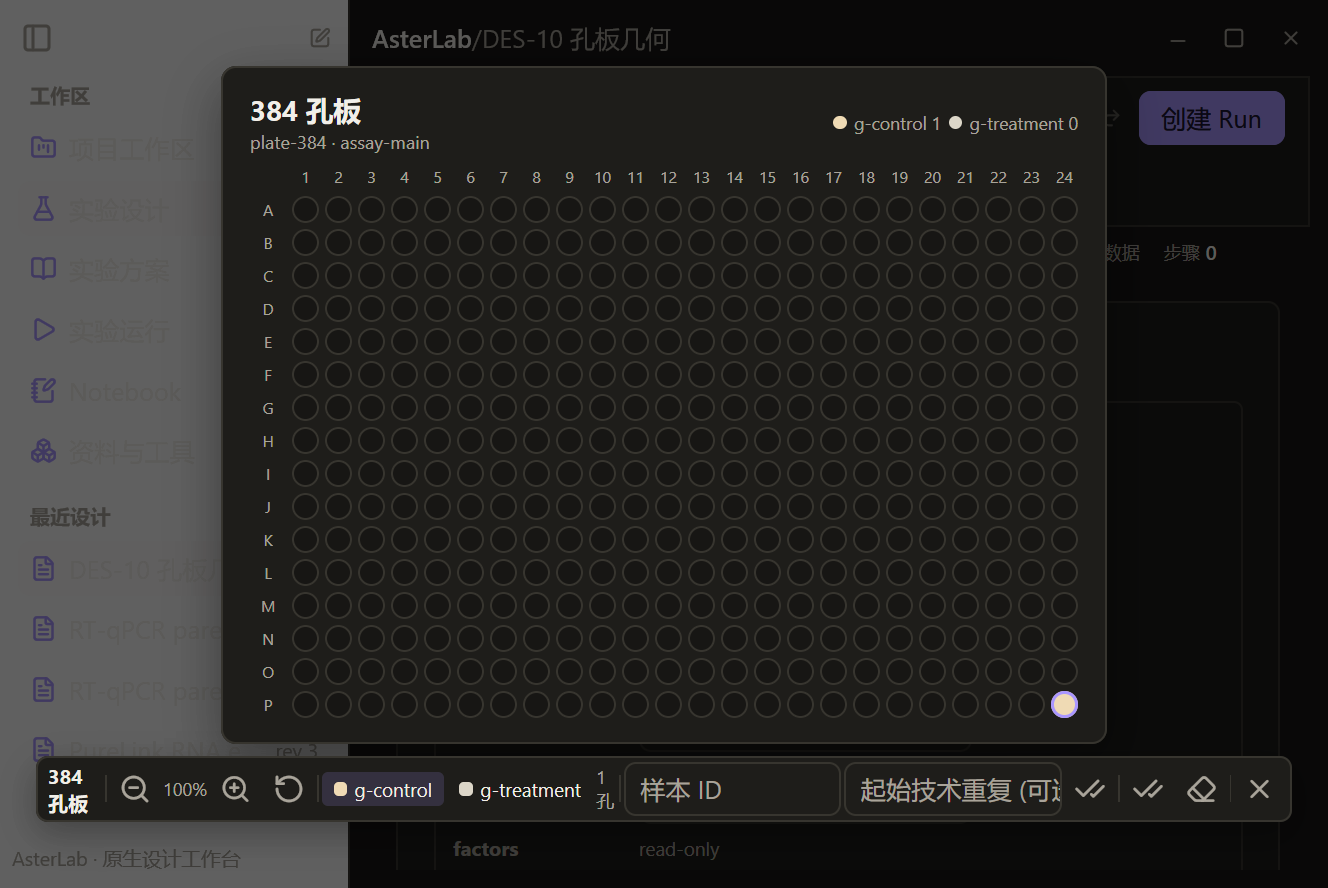 AsterLab/DES-10 孔板几何
工作区
项目工作区
实验设计
实验方案
实验运行
Notebook
资料与工具
最近设计
DES-10 孔板
RT-qPCR pare
RT-qPCR pare
PureLink RNA e
rev 3
AsterLab · 原生设计工作台
创建 Run
数据 步骤 0
384 孔板
plate-384 · assay-main
g-control 1 g-treatment 0
1 2 3 4 5 6 7 8 9 10 11 12 13 14 15 16 17 18 19 20 21 22 23 24
A
B
C
D
E
F
G
H
I
J
K
L
M
N
O
P
384
孔板
100%
g-control
g-treatment
1
孔
样本 ID
起始技术重复 (可
factors read-only